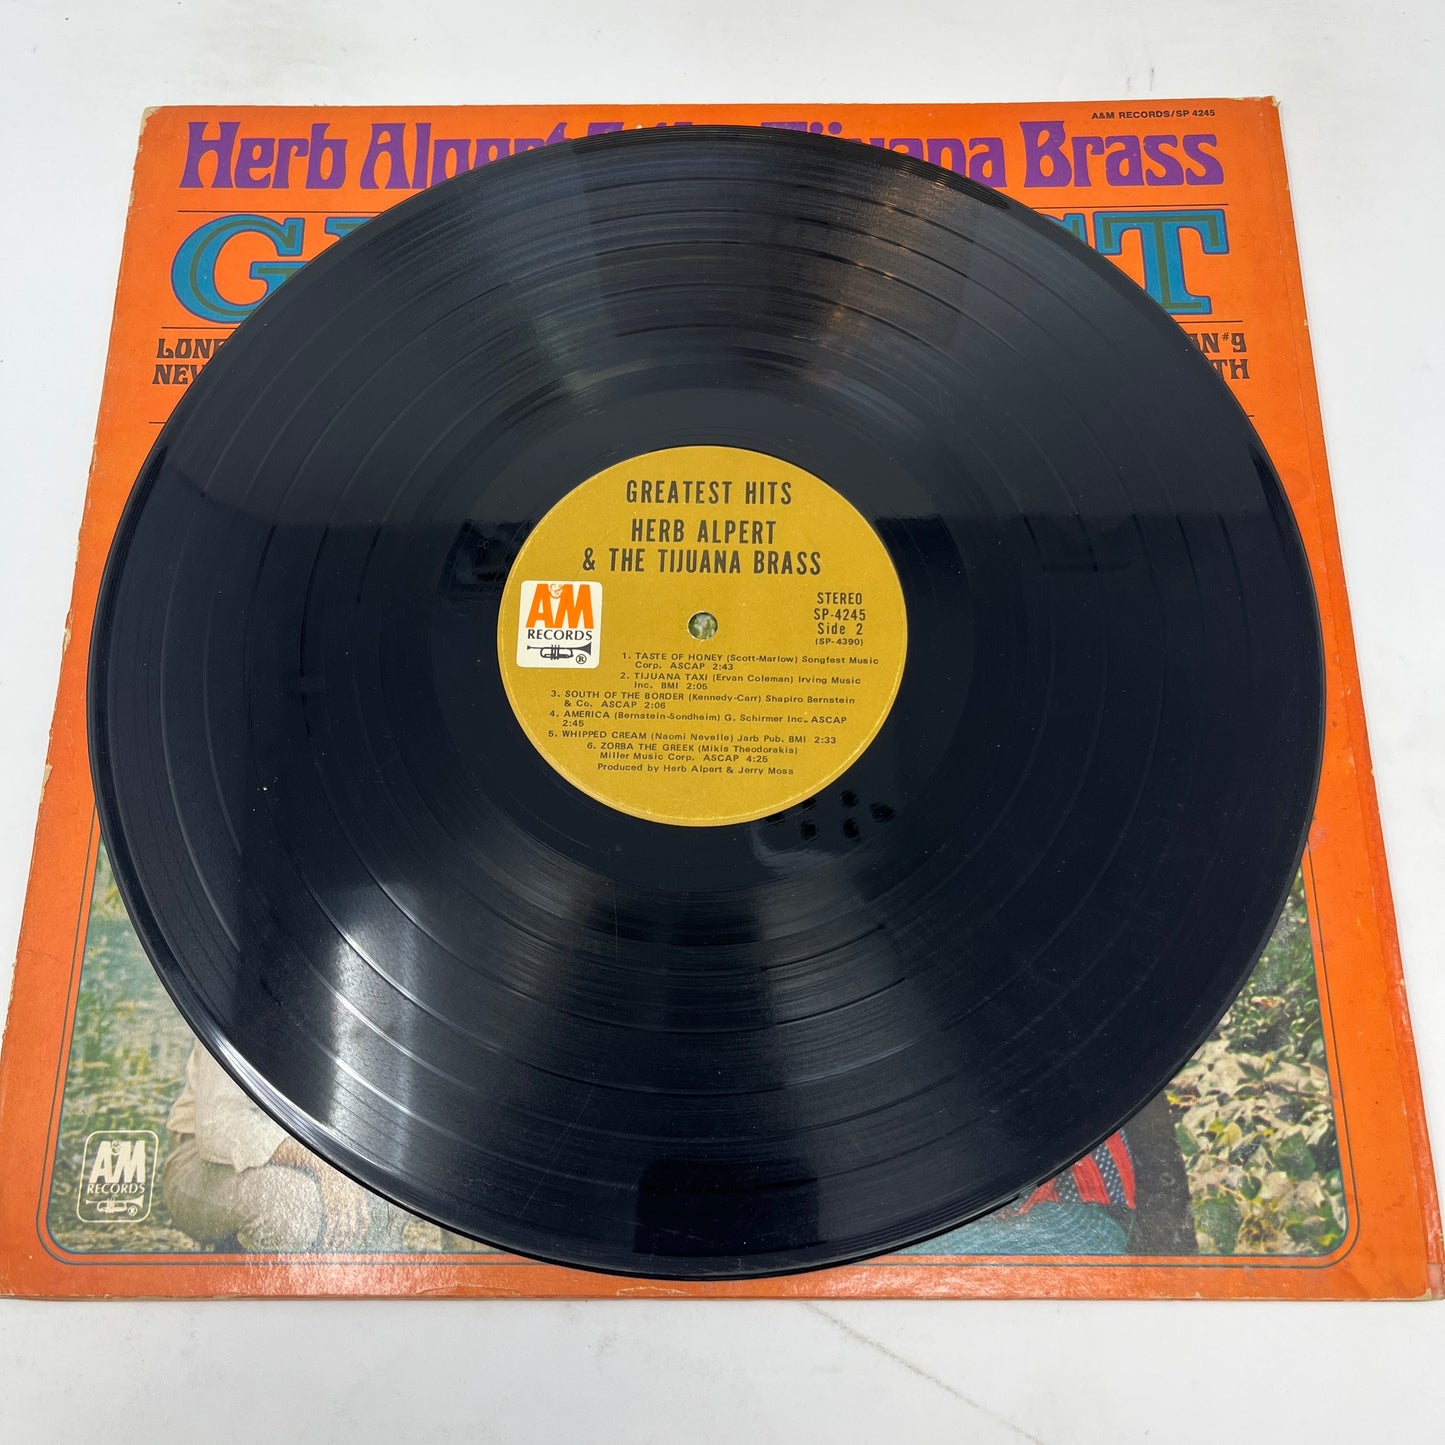 A&M RECORDS/SP 4245
Herb Alpert Brass
G T
#9
TH
GREATEST HITS
HERB ALPERT
& THE TIJUANA BRASS
A&M
RECORDS
®
STEREO
SP-4245
Side 2
(SP-4390)
1. TASTE OF HONEY (Scott-Marlow) Songfest Music
Corp. ASCAP 2:43
2. TIJUANA TAXI (Ervan Coleman) Irving Music
Inc. BMI 2:05
3. SOUTH OF THE BORDER (Kennedy-Carr) Shapiro Bernstein
& Co. ASCAP 2:06
4. AMERICA (Bernstein-Sondheim) G. Schirmer Inc. ASCAP
2:45
5. WHIPPED CREAM (Naomi Nevelle) Jarb Pub. BMI 2:33
6. ZORBA THE GREEK (Mikis Theodorakis)
Miller Music Corp. ASCAP 4:25
Produced by Herb Alpert & Jerry Moss
A&M
RECORDS
®